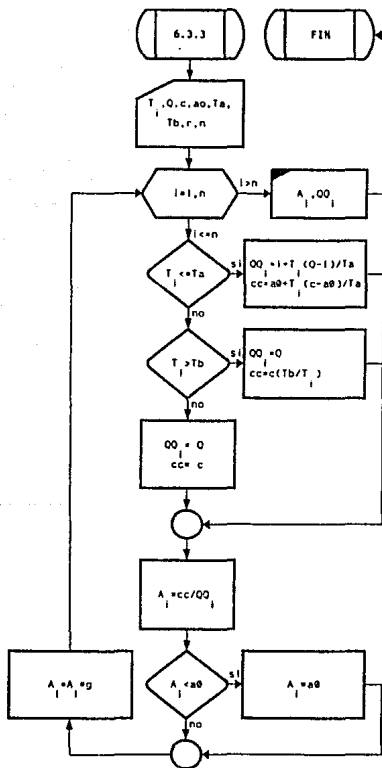 6.3.3
FIN
T ,Q,c,ao,Ta,
i
Tb,r,n
i=1,n
i>n
A ,QQ
i i
i<=n
T <=Ta
i
si
QQ =1+T (Q-1)/Ta
i i
cc=a0+T (c-a0)/Ta
i
no
T >Tb
i
si
QQ =Q
i
cc=c(Tb/T )
i
no
QQ = Q
i
cc= c
A =cc/QQ
i i
A =A *g
i i
A <a0
i
si
A =a0
i
no